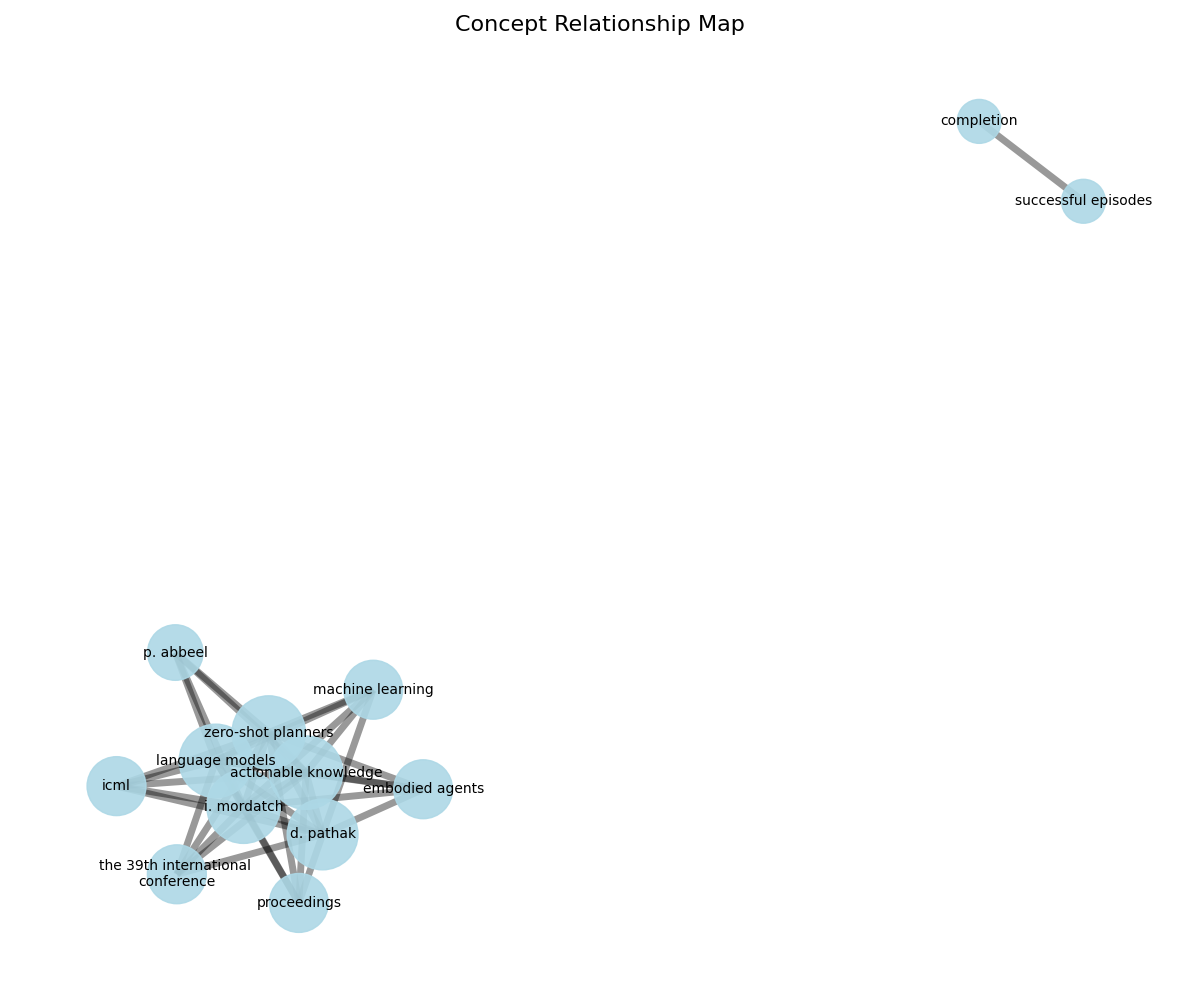 Concept Relationship Map
completion
successful episodes
p. abbeel
machine learning
zero-shot planners
language models
actionable knowledge
icml
embodied agents
i. mordatch
d. pathak
the 39th international
conference
proceedings